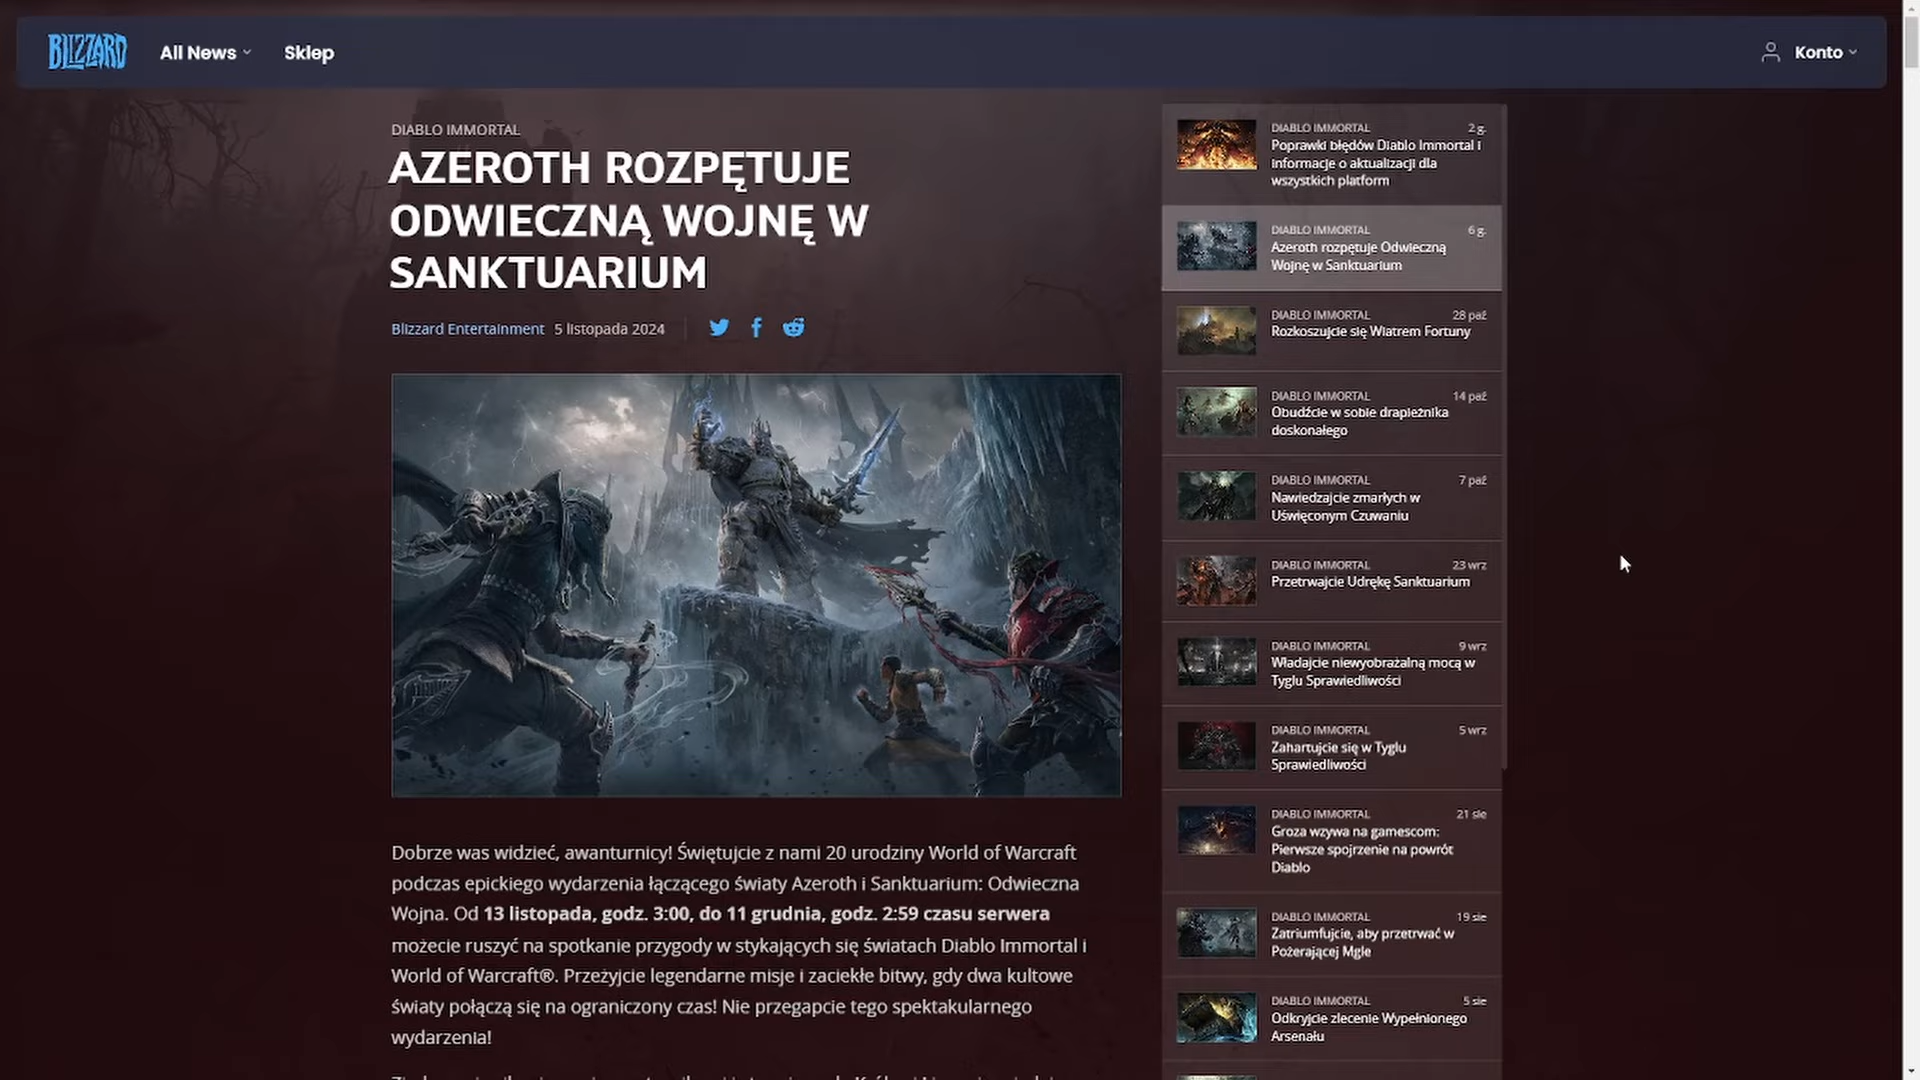 BLIZZARD
All News
Sklep
Konto
DIABLO IMMORTAL
AZEROTH ROZPĘTUJE
ODWIECZNĄ WOJNĘ W
SANKTUARIUM
Blizzard Entertainment 5 listopada 2024
Dobrze was widzieć, awanturnicy! Świętujcie z nami 20 urodziny World of Warcraft
podczas epickiego wydarzenia łączącego światy Azeroth i Sanktuarium: Odwieczna
Wojna. Od 13 listopada, godz. 3:00, do 11 grudnia, godz. 2:59 czasu serwera
możecie ruszyć na spotkanie przygody w stykających się światach Diablo Immortal i
World of Warcraft®. Przeżyjcie legendarne misje i zaciekłe bitwy, gdy dwa kultowe
światy połączą się na ograniczony czas! Nie przegapcie tego spektakularnego
wydarzenia!
DIABLO IMMORTAL 2 g.
Poprawki błędów Diablo Immortal i
informacje o aktualizacji dla
wszystkich platform
DIABLO IMMORTAL 6 g.
Azeroth rozpętuje Odwieczną
Wojnę w Sanktuarium
DIABLO IMMORTAL 28 paź
Rozkoszujcie się Wiatrem Fortuny
DIABLO IMMORTAL 14 paź
Obudźcie w sobie drapieżnika
doskonałego
DIABLO IMMORTAL 7 paź
Nawiedzajcie zmarłych w
Uświęconym Czuwaniu
DIABLO IMMORTAL 23 wrz
Przetrwajcie Udrękę Sanktuarium
DIABLO IMMORTAL 9 wrz
Władajcie niewyobrażalną mocą w
Tyglu Sprawiedliwości
DIABLO IMMORTAL 5 wrz
Zahartujcie się w Tyglu
Sprawiedliwości
DIABLO IMMORTAL 21 sie
Groza wzywa na gamescom:
Pierwsze spojrzenie na powrót
Diablo
DIABLO IMMORTAL 19 sie
Zatriumfujcie, aby przetrwać w
Pożerającej Mgle
DIABLO IMMORTAL 5 sie
Odkryjcie zlecenie Wypełnionego
Arsenału